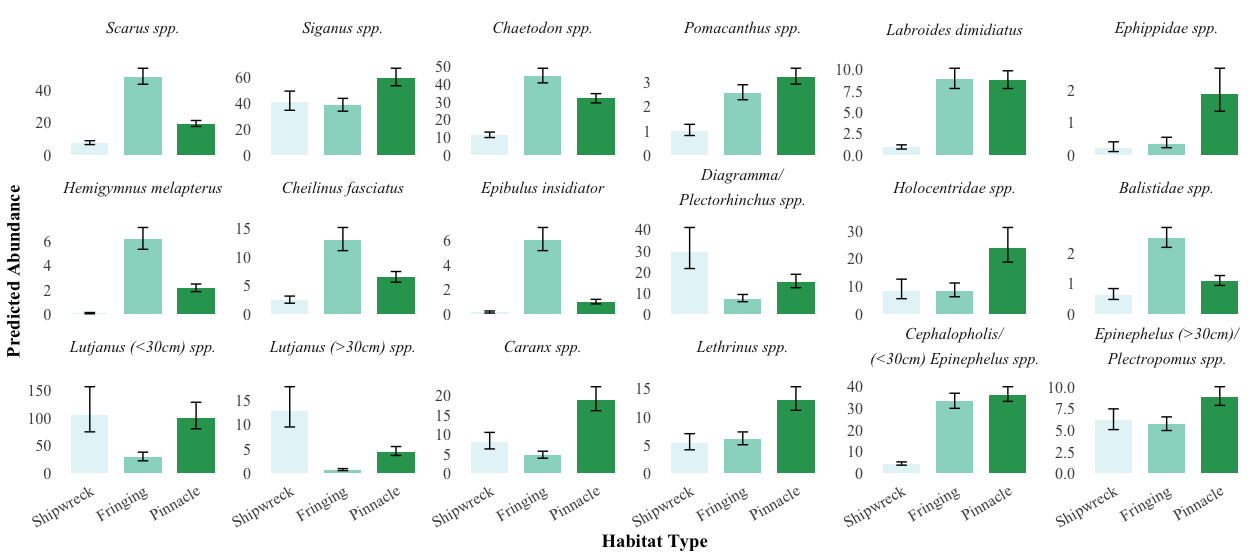 Scarus spp.
Siganus spp.
Chaetodon spp.
Pomacanthus spp.
Labroides dimidiatus
Ephippidae spp.
40
20
0
60
40
20
0
50
40
30
20
10
0
3
2
1
0
10.0
7.5
5.0
2.5
0.0
2
1
0
Hemigymnus melapterus
Cheilinus fasciatus
Epibulus insidiator
Diagramma/
Plectorhinchus spp.
Holocentridae spp.
Balistidae spp.
6
4
2
0
15
10
5
0
6
4
2
0
40
30
20
10
0
30
20
10
0
2
1
0
Lutjanus (<30cm) spp.
Lutjanus (>30cm) spp.
Caranx spp.
Lethrinus spp.
Cephalopholis/
(<30cm) Epinephelus spp.
Epinephelus (>30cm)/
Plectropomus spp.
150
100
50
0
15
10
5
0
20
15
10
5
0
15
10
5
0
40
30
20
10
0
10.0
7.5
5.0
2.5
0.0
Shipwreck
Fringing
Pinnacle
Shipwreck
Fringing
Pinnacle
Shipwreck
Fringing
Pinnacle
Shipwreck
Fringing
Pinnacle
Shipwreck
Fringing
Pinnacle
Shipwreck
Fringing
Pinnacle
Predicted Abundance
Habitat Type